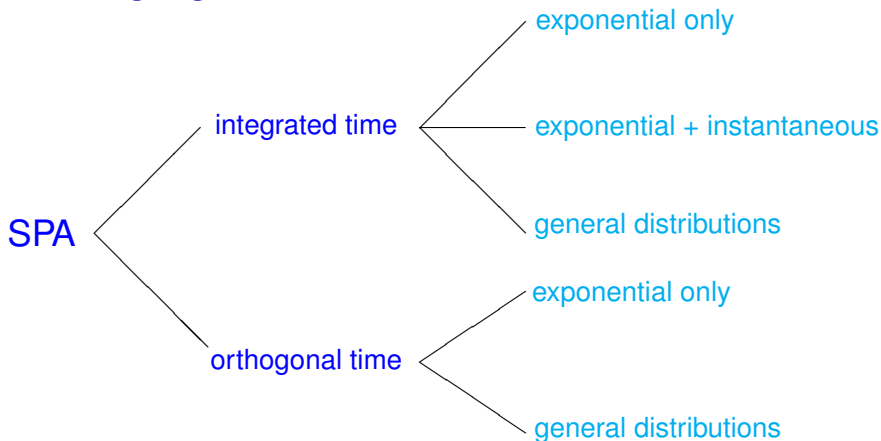 exponential only
integrated time
exponential + instantaneous
general distributions
SPA
exponential only
orthogonal time
general distributions